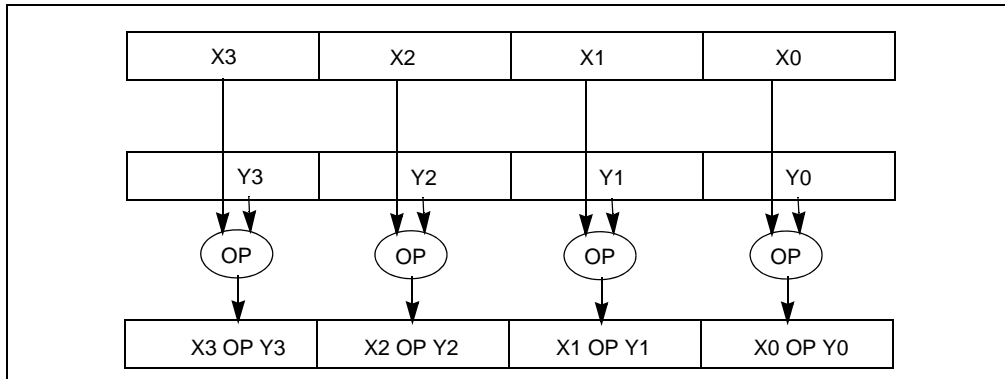 X3 X2 X1 X0
Y3 Y2 Y1 Y0
OP OP OP OP
X3 OP Y3 X2 OP Y2 X1 OP Y1 X0 OP Y0